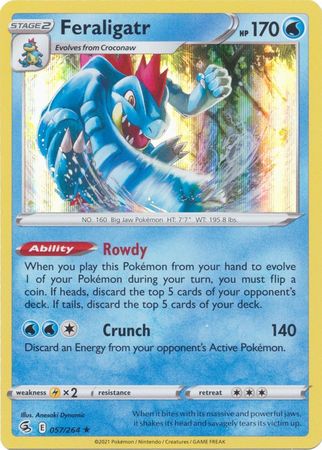 STAGE 2
Feraligatr
HP 170
Evolves from Croconaw
NO. 160 Big Jaw Pokémon HT: 7'7" WT: 195.8 lbs.
Ability Rowdy
When you play this Pokémon from your hand to evolve
1 of your Pokémon during your turn, you must flip
a coin. If heads, discard the top 5 cards of your opponent's
deck. If tails, discard the top 5 cards of your deck.
Crunch 140
Discard an Energy from your opponent's Active Pokémon.
weakness ×2 resistance retreat
Illus. Anesaki Dynamic
E 057/264 ★
When it bites with its massive and powerful jaws,
it shakes its head and savagely tears its victim up.
©2021 Pokémon / Nintendo / Creatures / GAME FREAK